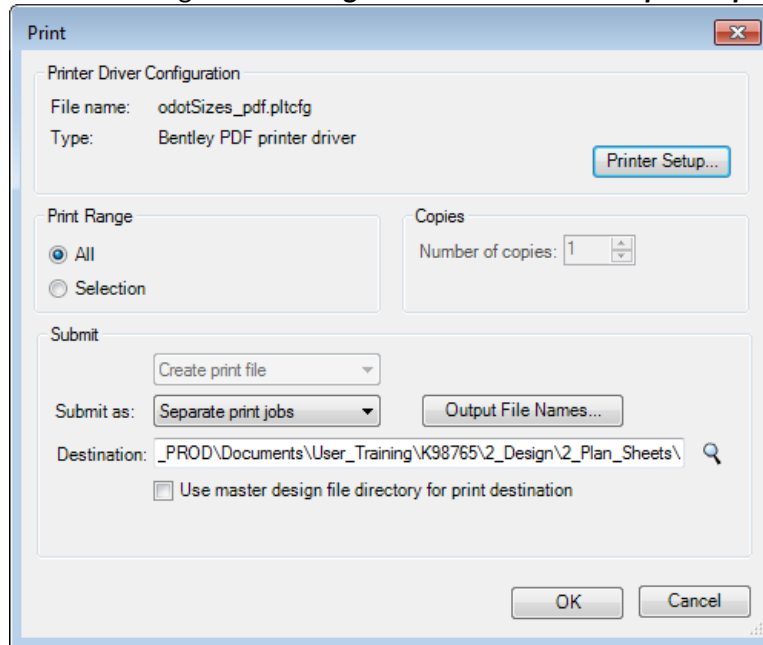 Print
Printer Driver Configuration
File name: odotSizes_pdf.pltcfg
Type: Bentley PDF printer driver
Printer Setup...
Print Range
All
Selection
Copies
Number of copies: 1
Submit
Create print file
Submit as: Separate print jobs
Output File Names...
Destination: _PROD\Documents\User_Training\K98765\2_Design\2_Plan_Sheets\
Use master design file directory for print destination
OK
Cancel